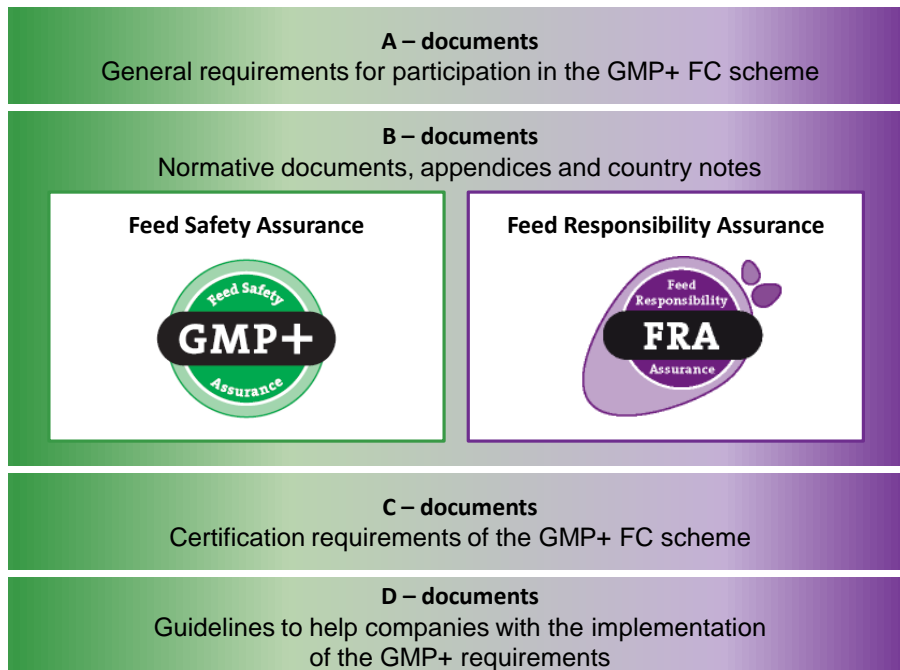 A – documents
General requirements for participation in the GMP+ FC scheme
B – documents
Normative documents, appendices and country notes
Feed Safety Assurance
Feed Safety
GMP+
Assurance
Feed Responsibility Assurance
Feed
Responsibility
FRA
Assurance
C – documents
Certification requirements of the GMP+ FC scheme
D – documents
Guidelines to help companies with the implementation
of the GMP+ requirements